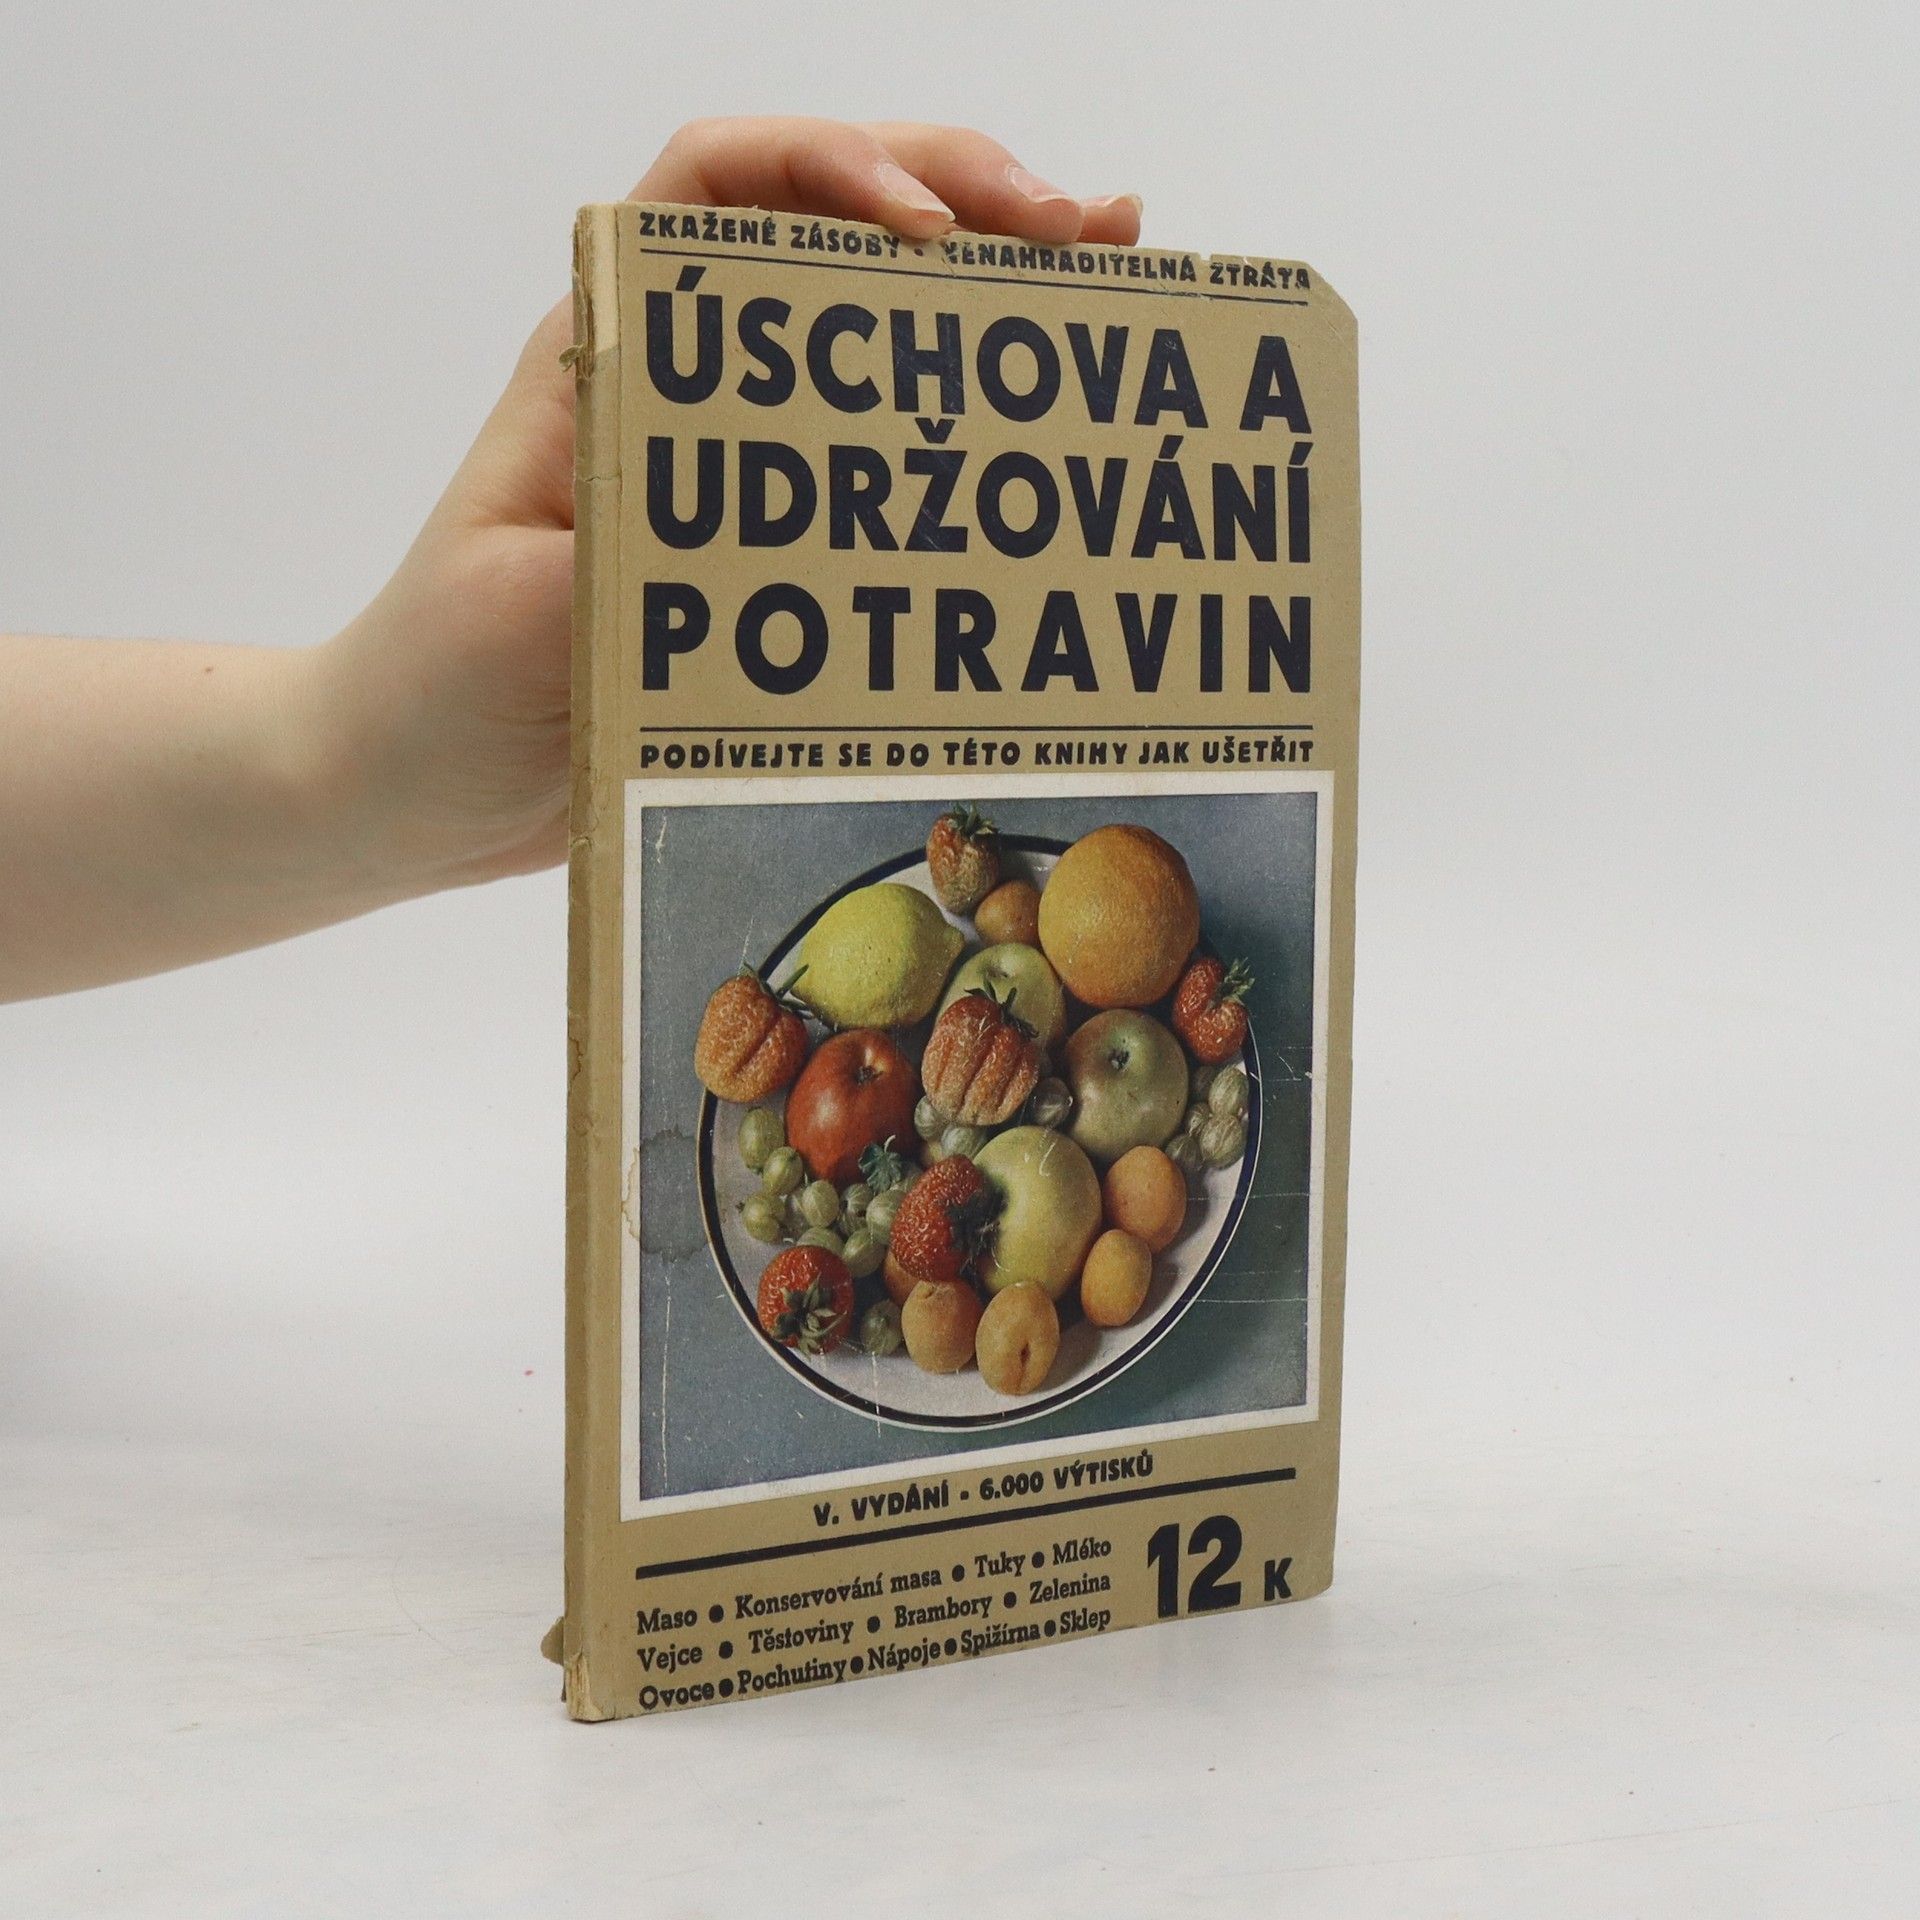 ZKAŽENÉ ZÁSOBY • NENAHRADITELNÁ ZTRÁTA
ÚSCHOVA A
UDRŽOVÁNÍ
POTRAVIN
PODÍVEJTE SE DO TÉTO KNIHY JAK UŠETŘIT
V. VYDÁNÍ - 6.000 VÝTISKŮ
Maso • Konservování masa • Tuky • Mléko
Vejce • Těstoviny • Brambory • Zelenina
Ovoce • Pochutiny • Nápoje • Spižírna • Sklep
12 K